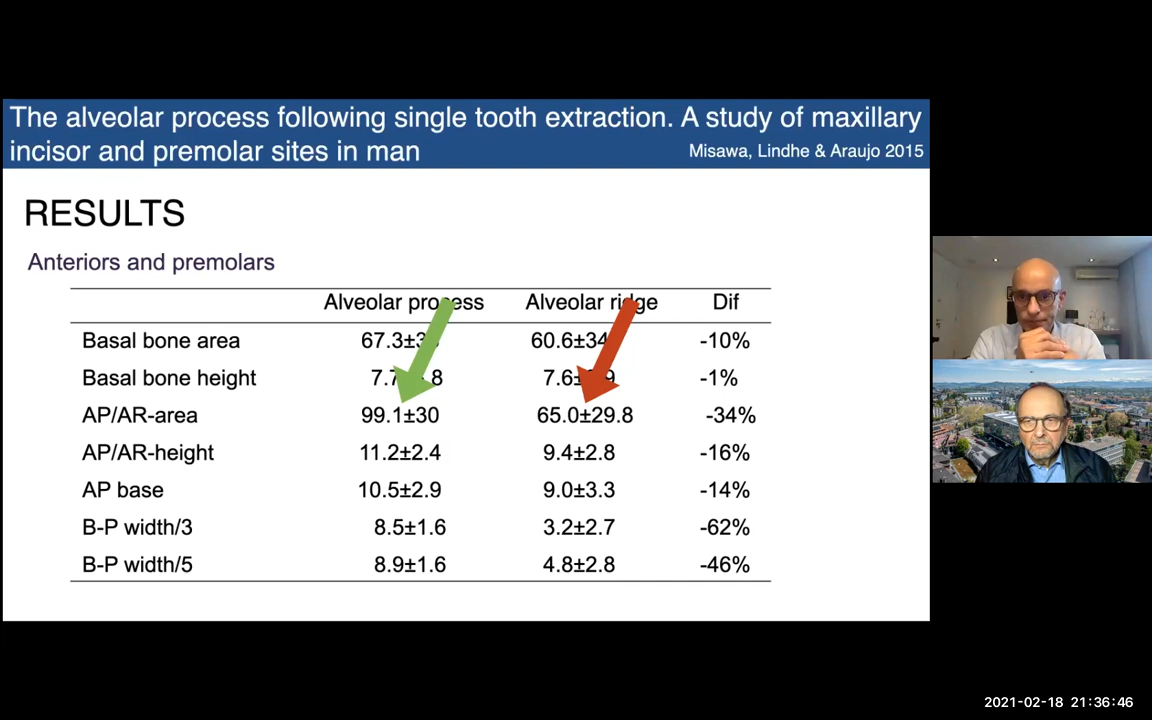 The alveolar process following single tooth extraction. A study of maxillary
incisor and premolar sites in man Misawa, Lindhe & Araujo 2015
RESULTS
Anteriors and premolars
Alveolar process Alveolar ridge Dif
Basal bone area -10%
Basal bone height -1%
AP/AR-area 99.1±30 65.0±29.8 -34%
AP/AR-height 11.2±2.4 9.4±2.8 -16%
AP base 10.5±2.9 9.0±3.3 -14%
B-P width/3 8.5±1.6 3.2±2.7 -62%
B-P width/5 8.9±1.6 4.8±2.8 -46%
2021-02-18 21:36:46